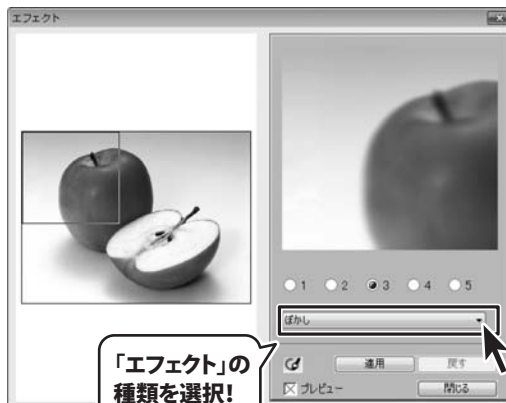 エフェクト
1 2 3 4 5
ぼかし
適用 戻す
プレビュー 閉じる
「エフェクト」の
種類を選択!